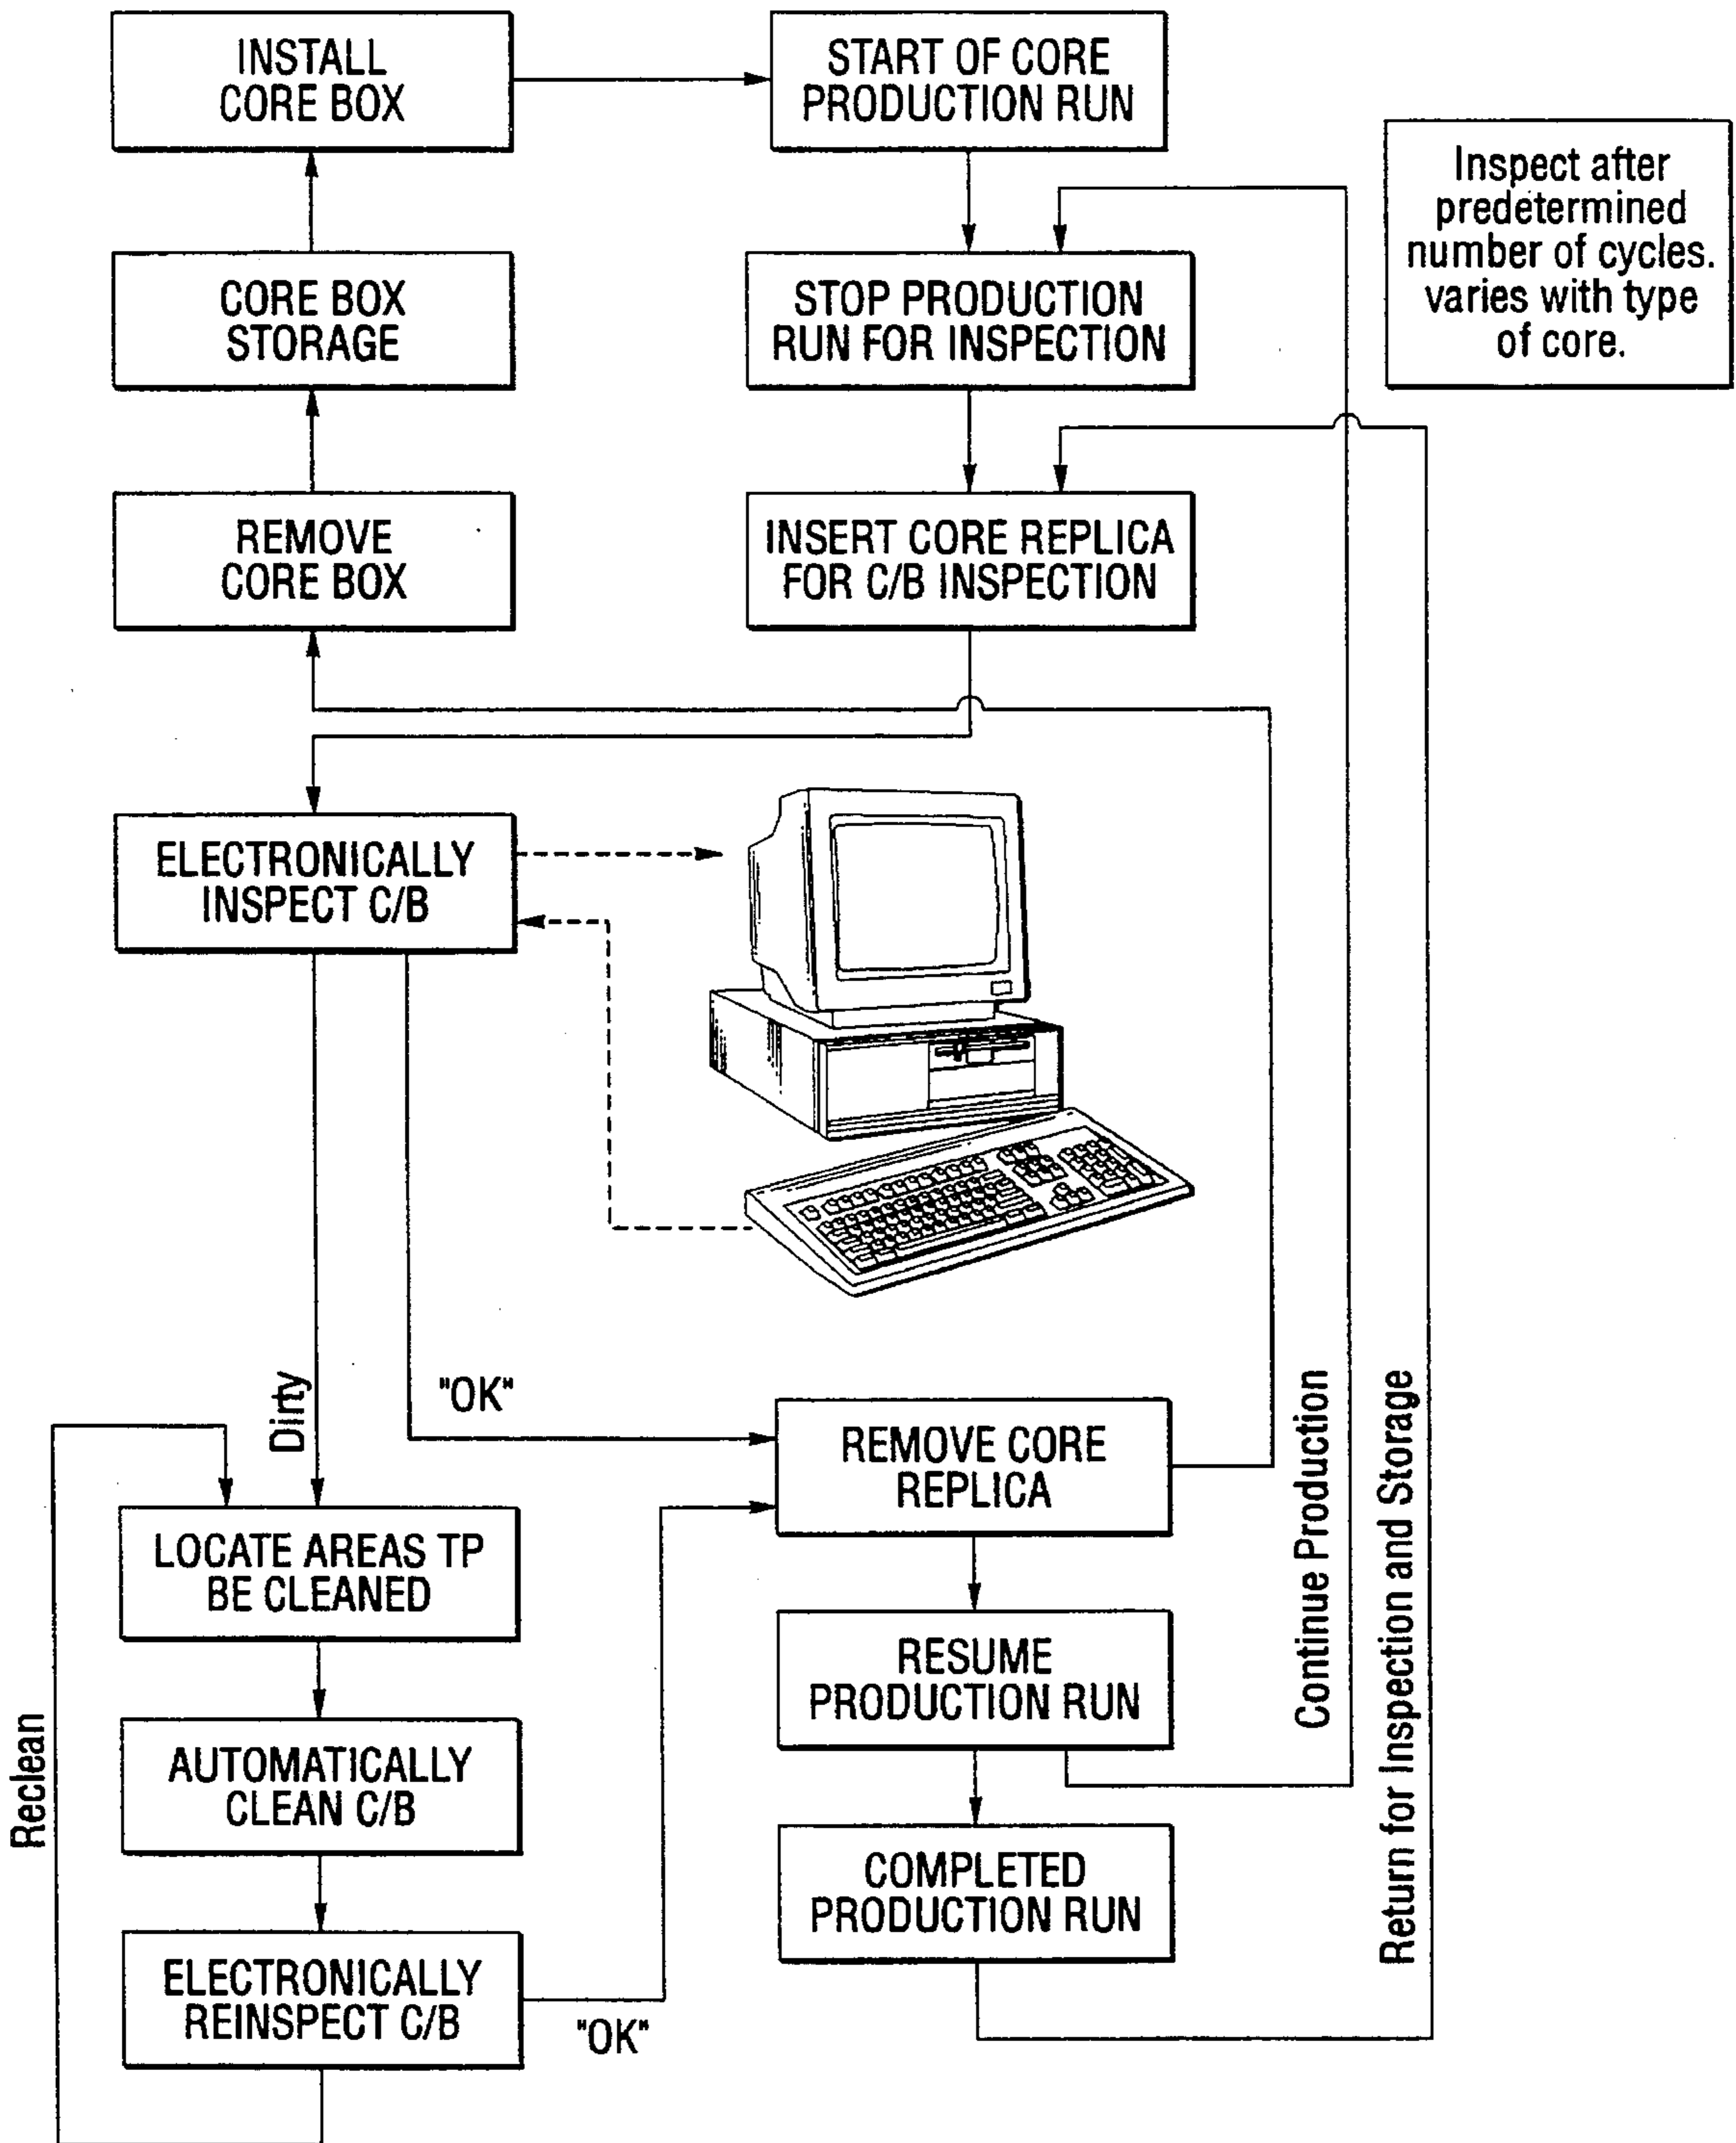 INSTALL
CORE BOX
START OF CORE
PRODUCTION RUN
Inspect after
predetermined
number of cycles.
varies with type
of core.
CORE BOX
STORAGE
STOP PRODUCTION
RUN FOR INSPECTION
REMOVE
CORE BOX
INSERT CORE REPLICA
FOR C/B INSPECTION
ELECTRONICALLY
INSPECT C/B
Dirty
"OK"
REMOVE CORE
REPLICA
Continue Production
Return for Inspection and Storage
LOCATE AREAS TP
BE CLEANED
RESUME
PRODUCTION RUN
Reclean
AUTOMATICALLY
CLEAN C/B
COMPLETED
PRODUCTION RUN
ELECTRONICALLY
REINSPECT C/B
"OK"